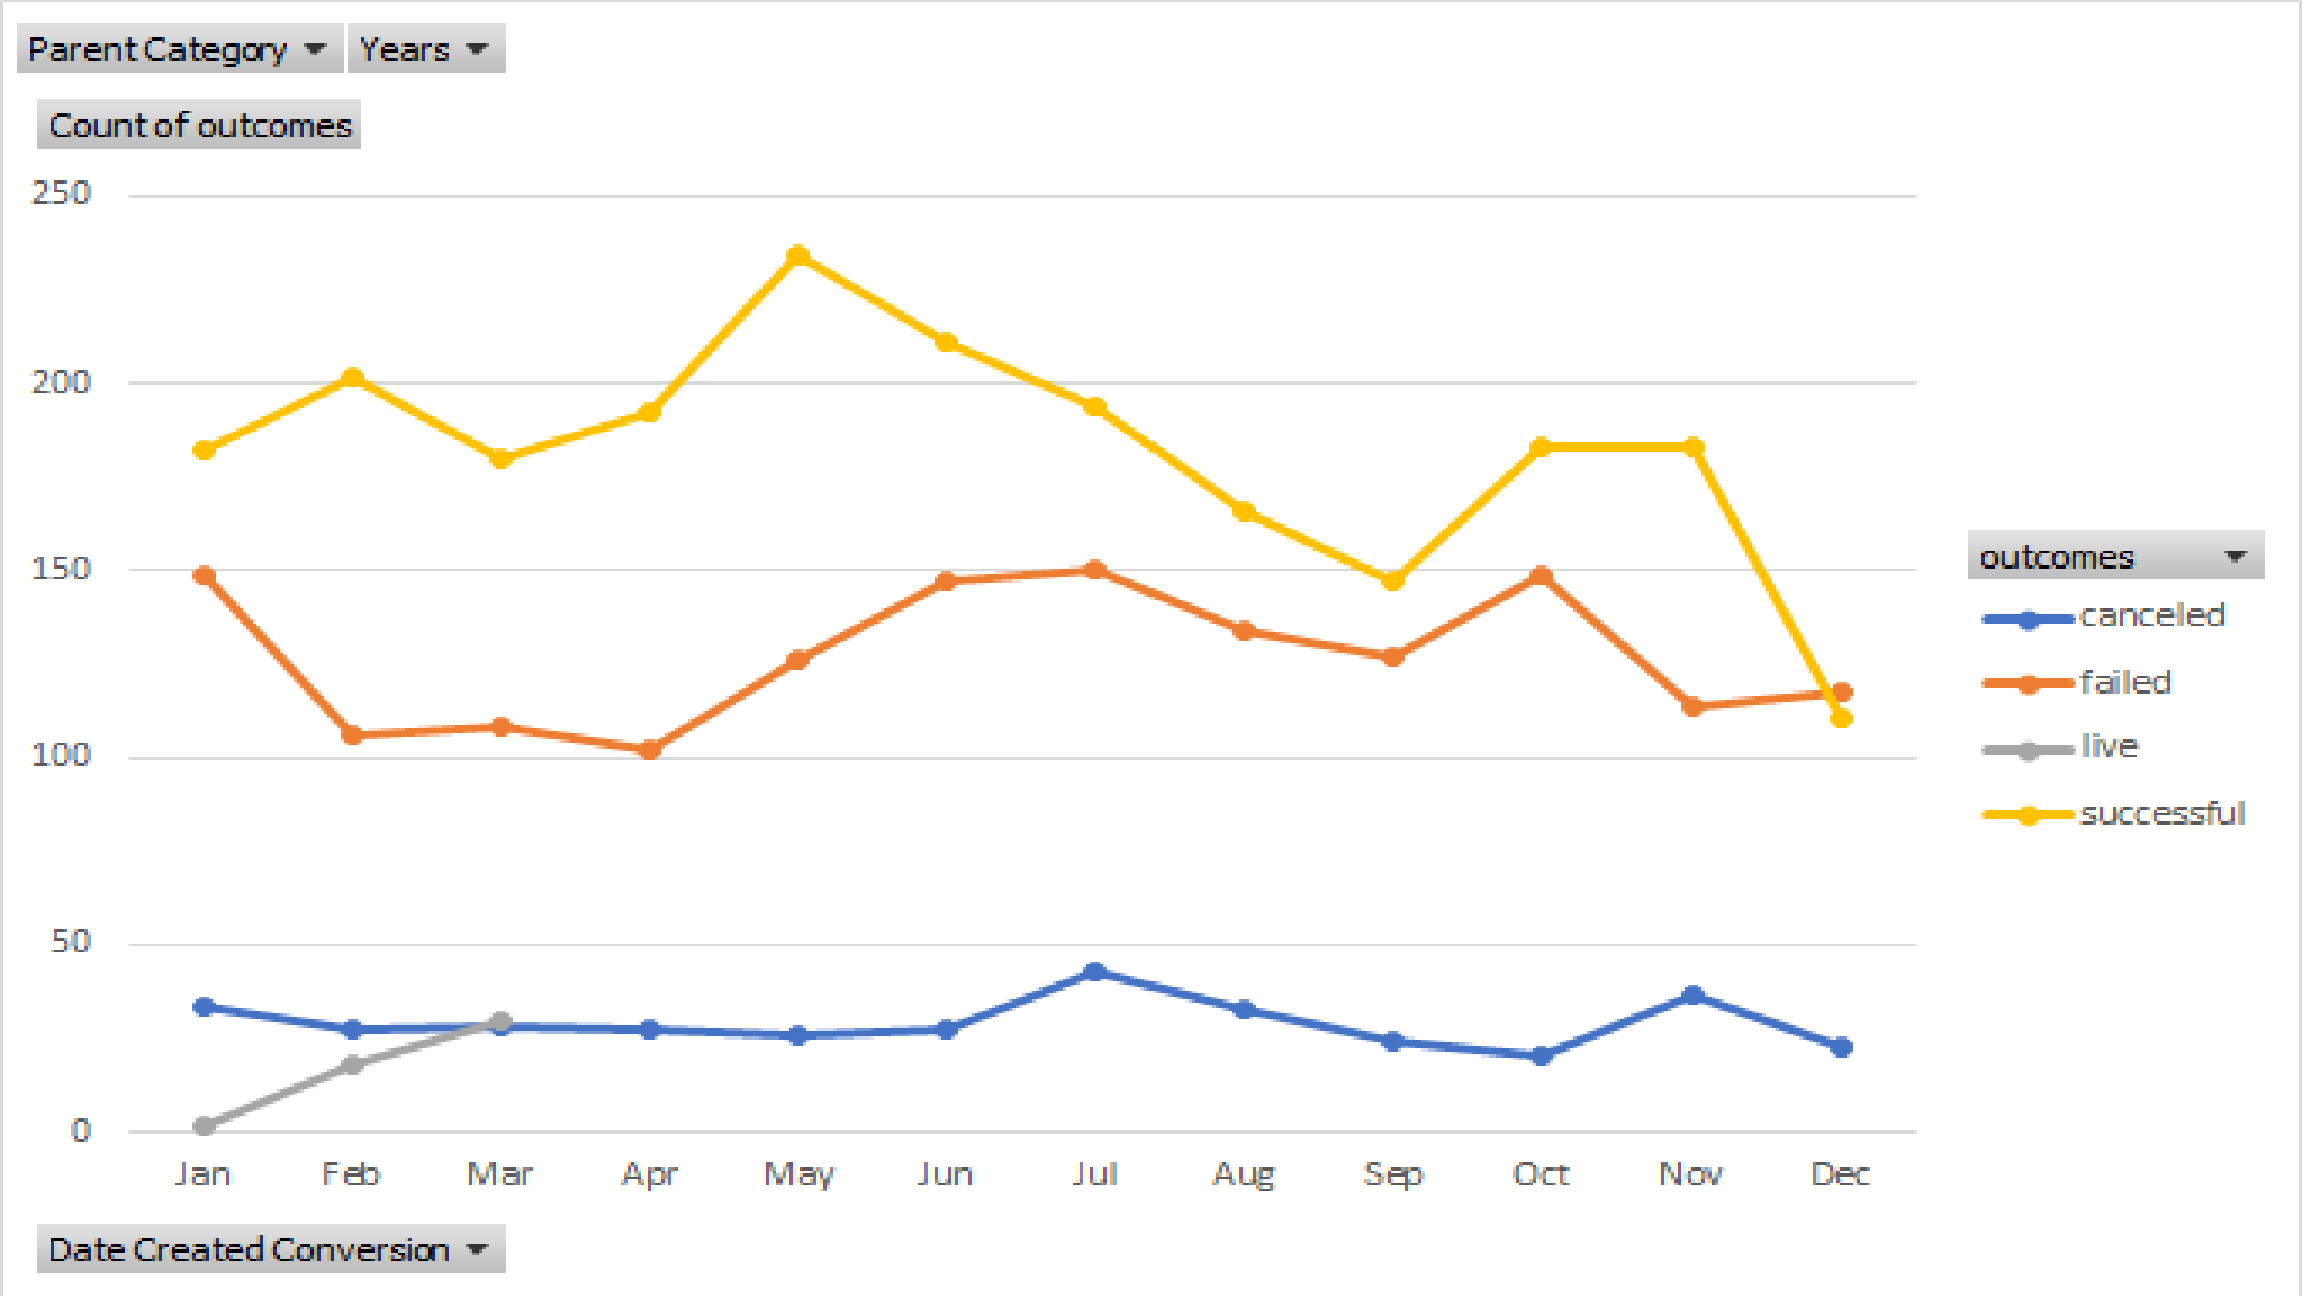 Parent Category Years
Count of outcomes
250
200
150
100
50
0
Jan Feb Mar Apr May Jun Jul Aug Sep Oct Nov Dec
outcomes
canceled
failed
live
successful
Date Created Conversion